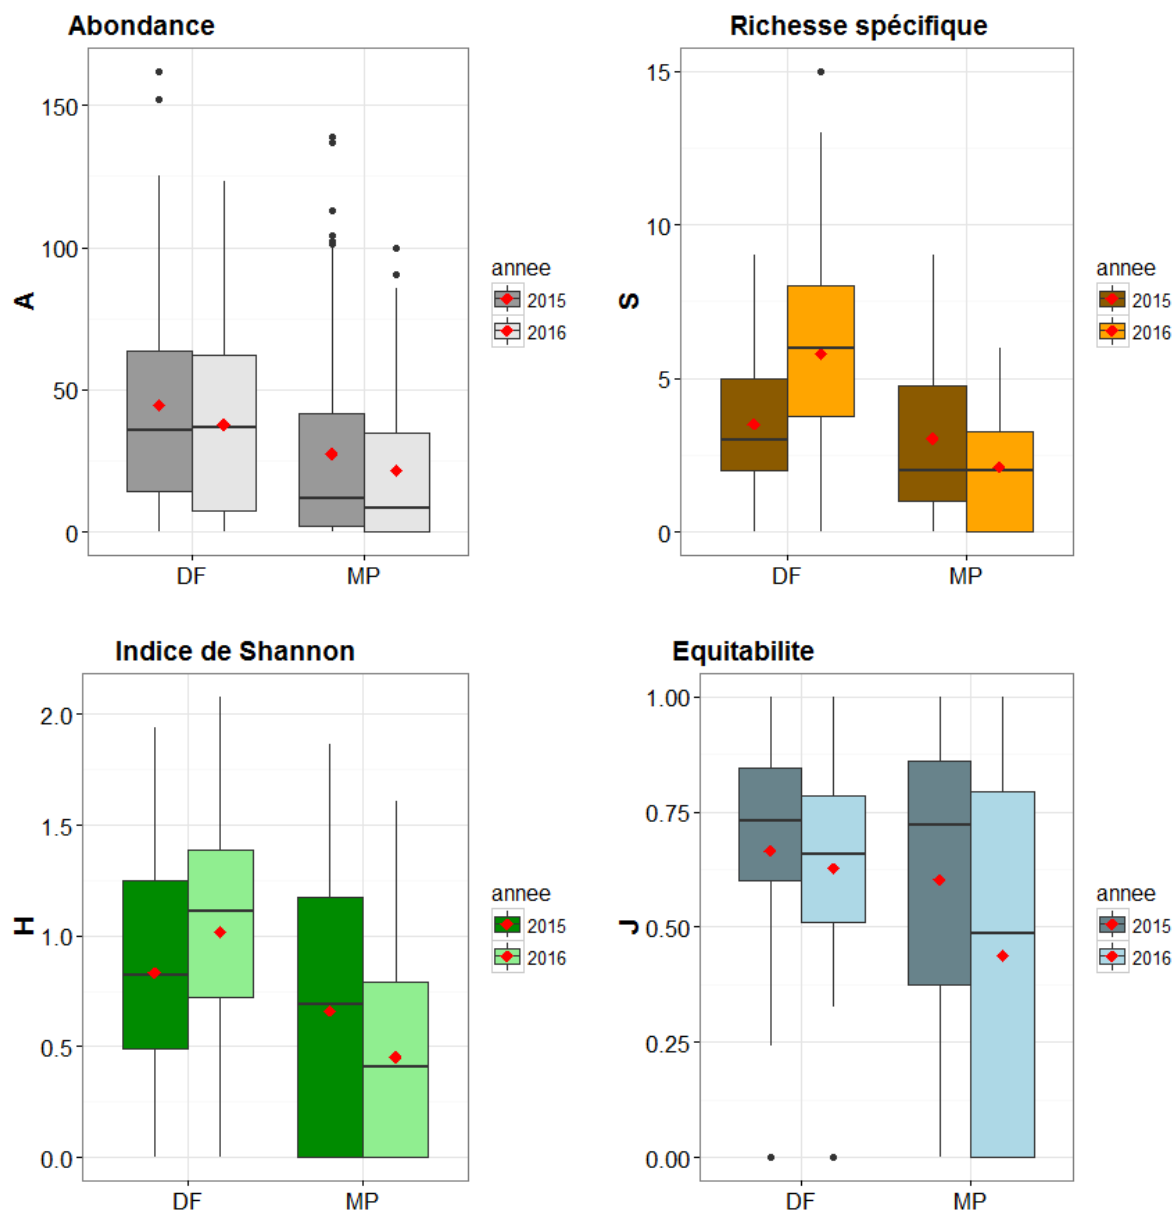 Abondance
150
100
50
0
A
DF MP
annee
2015
2016
Richesse spécifique
15
10
5
0
S
DF MP
annee
2015
2016
Indice de Shannon
2.0
1.5
1.0
0.5
0.0
H
DF MP
annee
2015
2016
Equitabilite
1.00
0.75
0.50
0.25
0.00
J
DF MP
annee
2015
2016